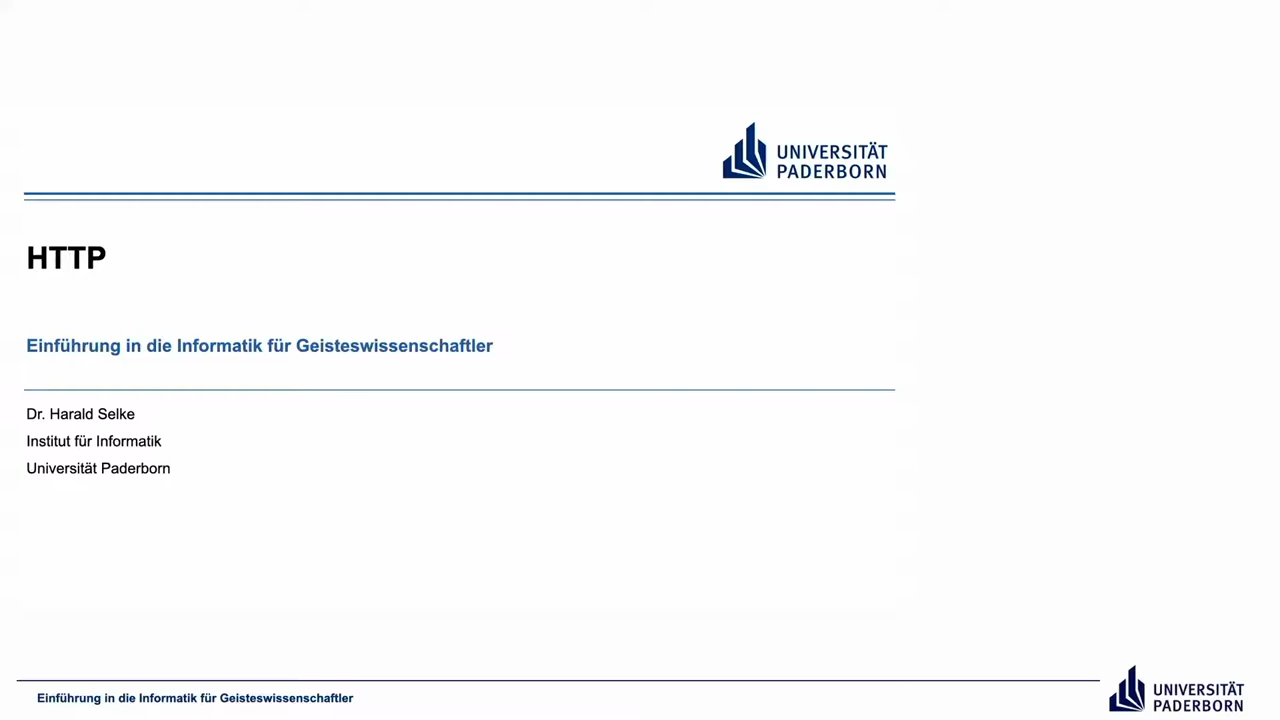 UNIVERSITÄT
PADERBORN
HTTP
Einführung in die Informatik für Geisteswissenschaftler
Dr. Harald Selke
Institut für Informatik
Universität Paderborn
Einführung in die Informatik für Geisteswissenschaftler
UNIVERSITÄT
PADERBORN